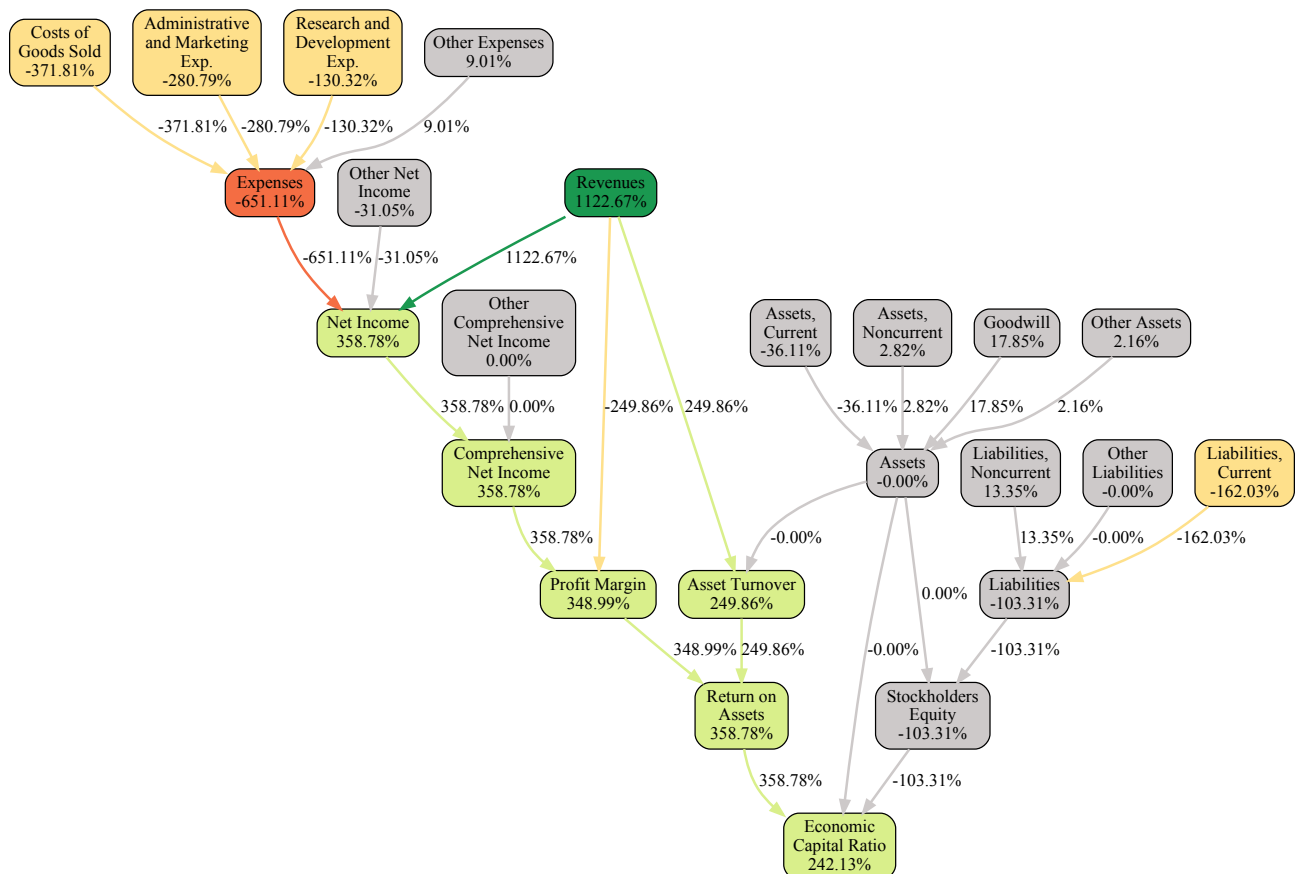 Costs of
Goods Sold
-371.81%
Administrative
and Marketing
Exp.
-280.79%
Research and
Development
Exp.
-130.32%
Other Expenses
9.01%
-371.81%
-280.79%
-130.32%
9.01%
Expenses
-651.11%
Other Net
Income
-31.05%
Revenues
1122.67%
-651.11%
-31.05%
1122.67%
Net Income
358.78%
Other
Comprehensive
Net Income
0.00%
Assets,
Current
-36.11%
Assets,
Noncurrent
2.82%
Goodwill
17.85%
Other Assets
2.16%
358.78%
0.00%
-249.86%
249.86%
-36.11%
2.82%
17.85%
2.16%
Comprehensive
Net Income
358.78%
Assets
-0.00%
Liabilities,
Noncurrent
13.35%
Other
Liabilities
-0.00%
Liabilities,
Current
-162.03%
358.78%
-0.00%
13.35%
-0.00%
-162.03%
Profit Margin
348.99%
Asset Turnover
249.86%
0.00%
Liabilities
-103.31%
348.99%
249.86%
-0.00%
-103.31%
Return on
Assets
358.78%
Stockholders
Equity
-103.31%
358.78%
-103.31%
Economic
Capital Ratio
242.13%